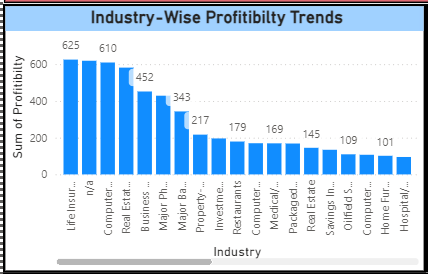 Industry-Wise Profitibilty Trends
Sum of Profitibilty
600
400
200
0
625
610
452
343
217
179
169
145
109
101
Life Insur...
n/a
Computer...
Real Estat...
Business ...
Major Ph...
Major Ba...
Property-...
Investme...
Restaurants
Computer...
Medical/...
Packaged...
Real Estate
Savings In...
Oilfield S...
Computer...
Home Fur...
Hospital/...
Industry